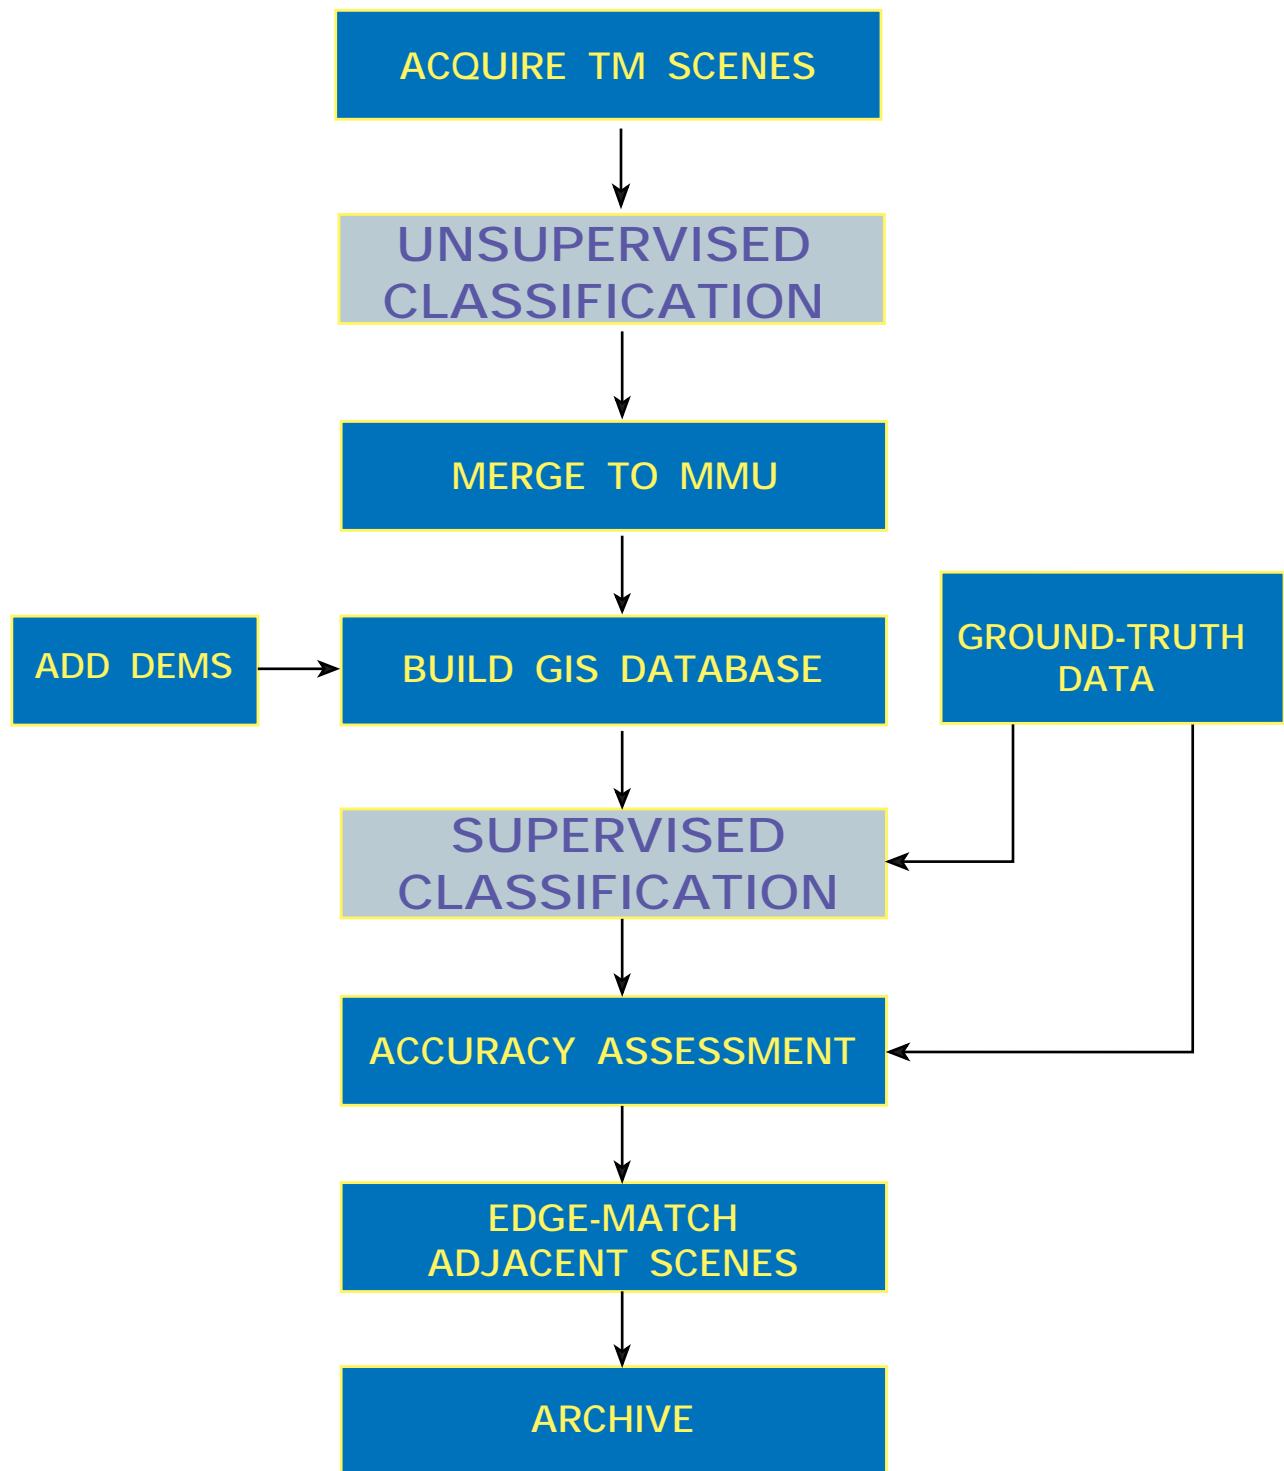 ACQUIRE TM SCENES
UNSUPERVISED
CLASSIFICATION
MERGE TO MMU
ADD DEMS
BUILD GIS DATABASE
GROUND-TRUTH
DATA
SUPERVISED
CLASSIFICATION
ACCURACY ASSESSMENT
EDGE-MATCH
ADJACENT SCENES
ARCHIVE